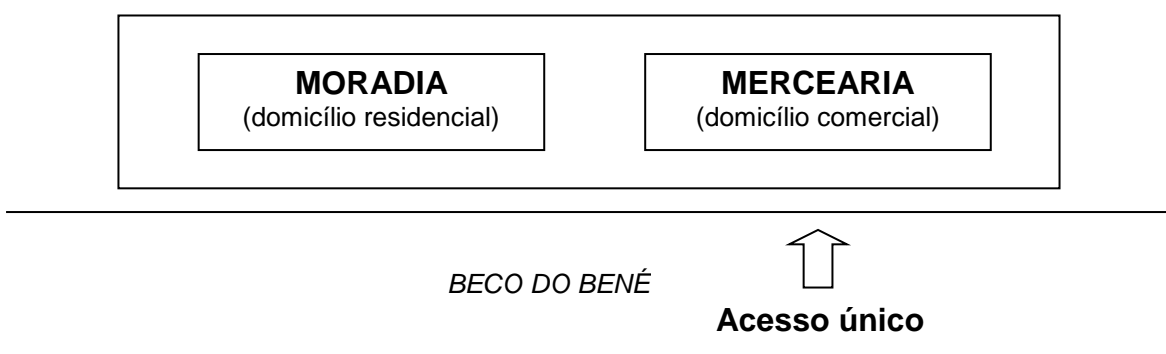 MORADIA
(domicílio residencial)
MERCEARIA
(domicílio comercial)
BECO DO BENÉ
Acesso único